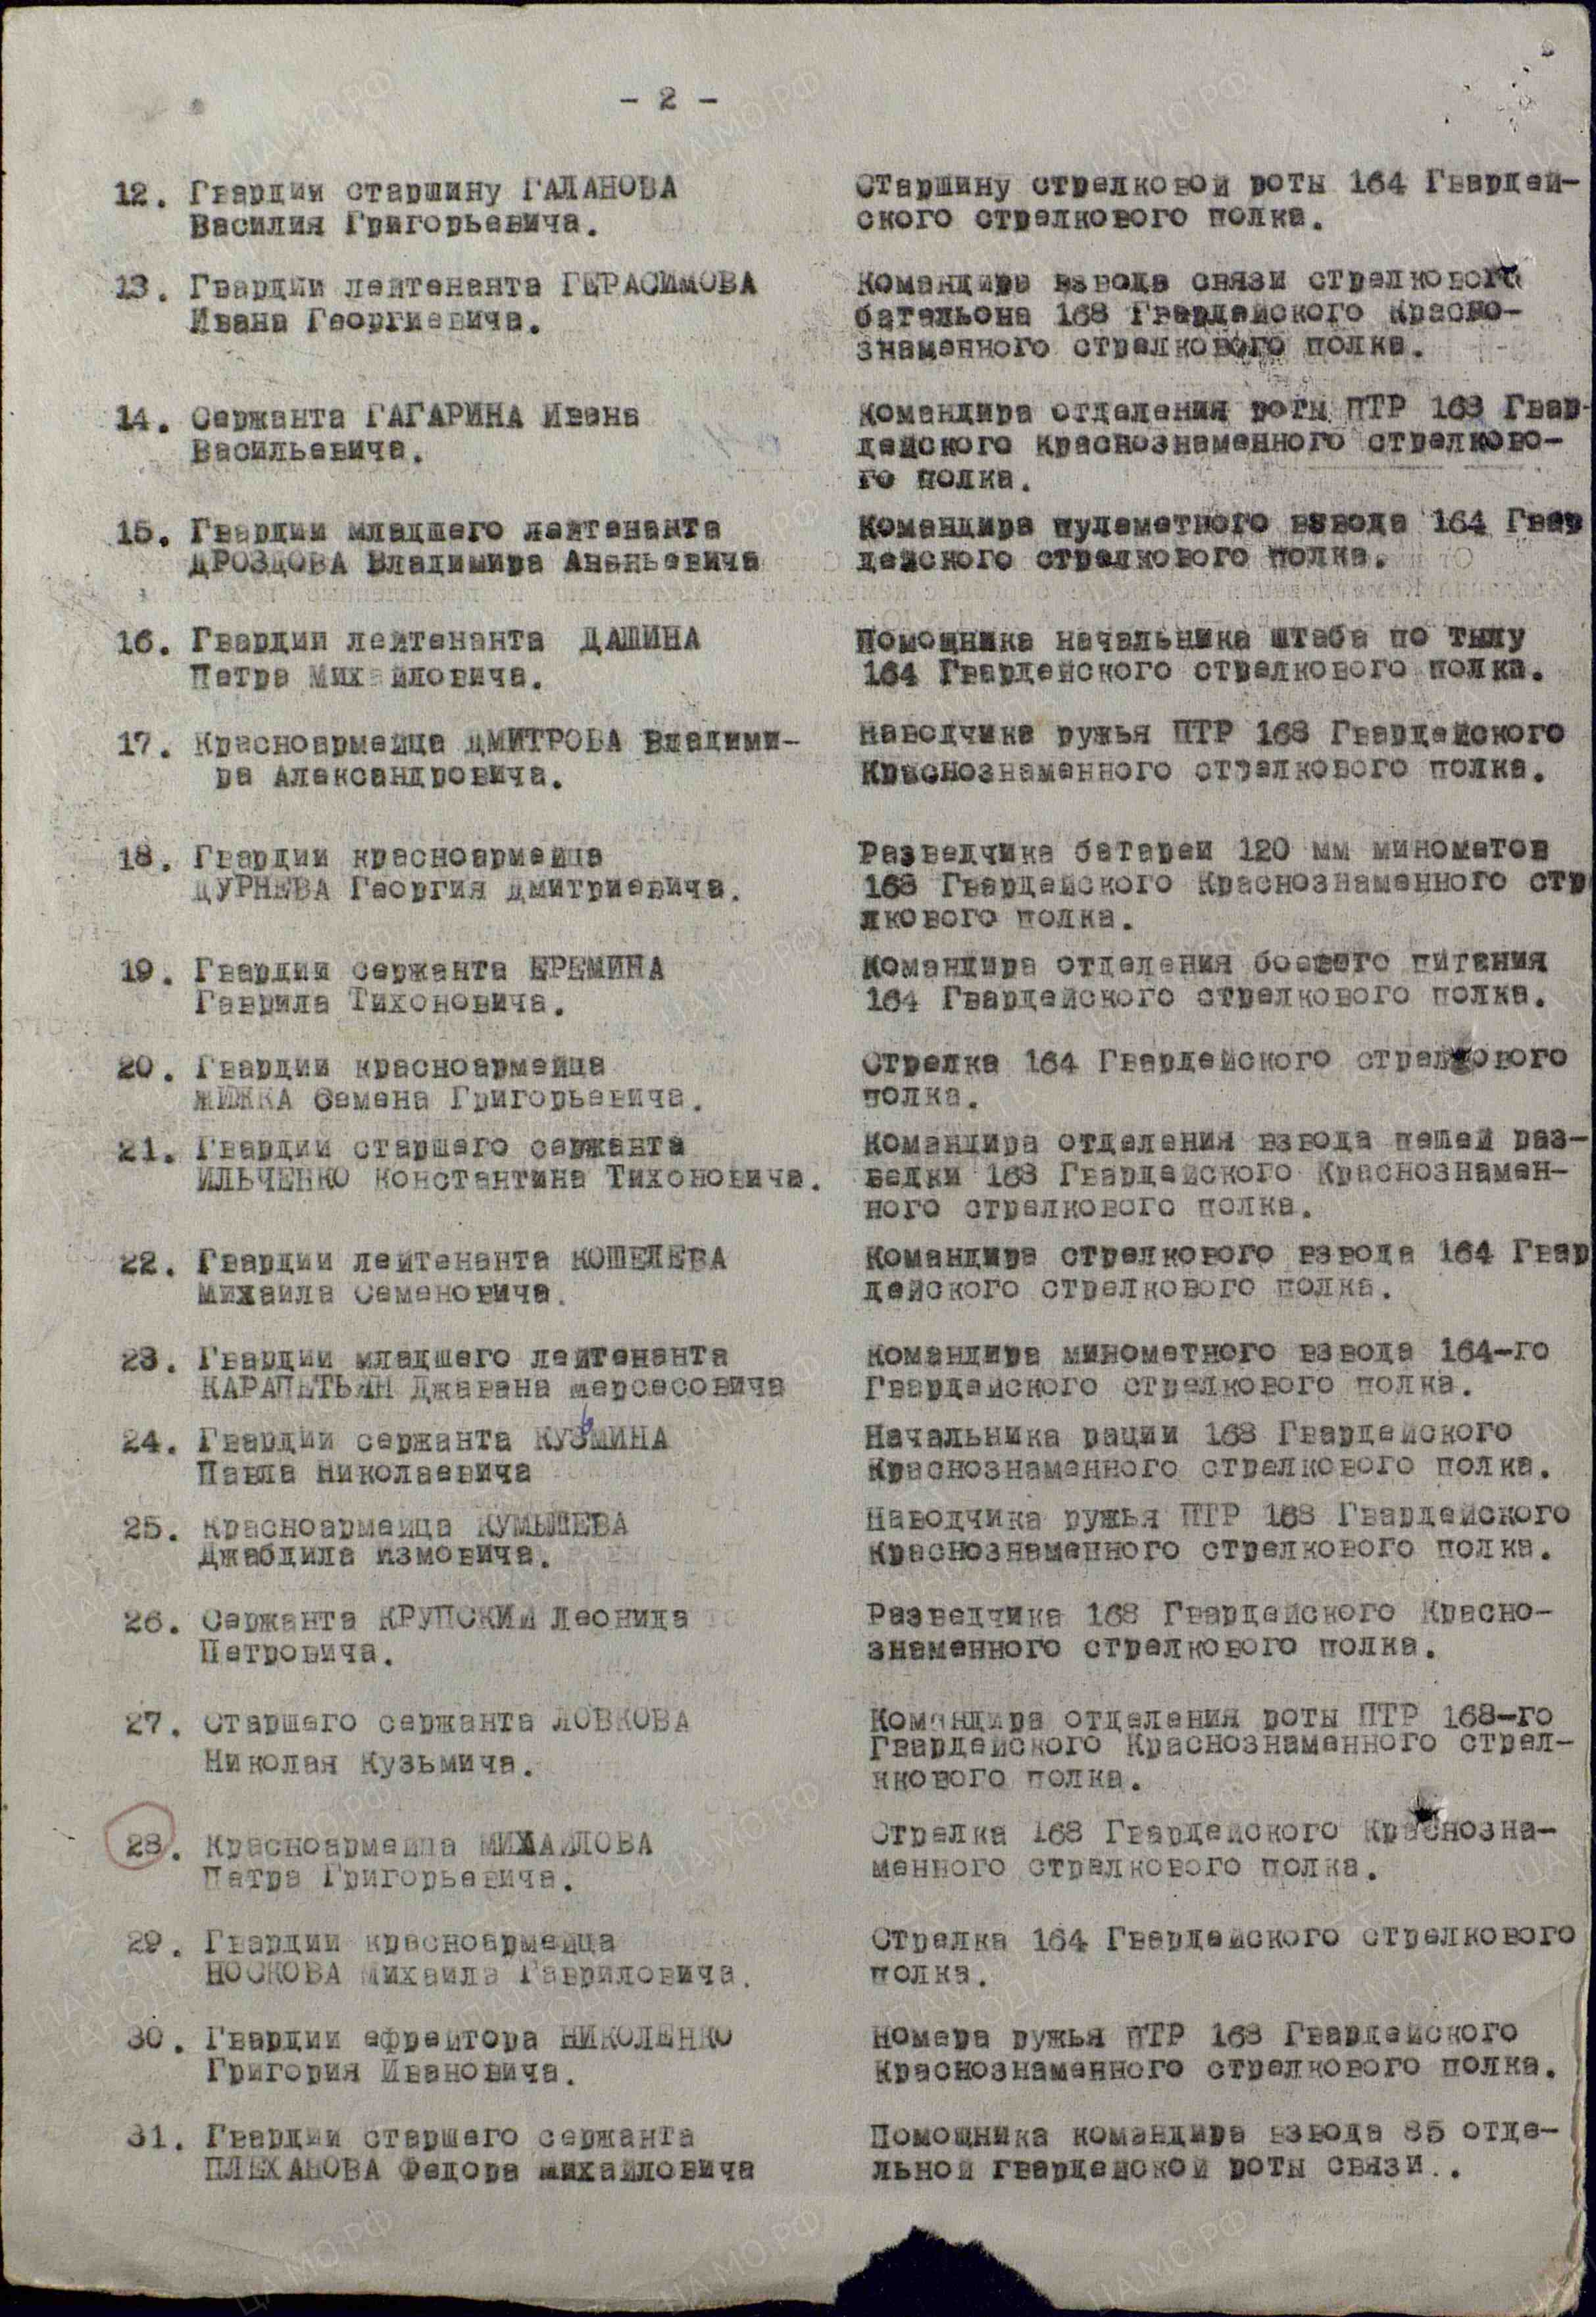 - 2 -
12. Гвардии старшину ГАЛАНОВА
Василия Григорьевича.
Старшину стрелковой роты 164 Гвардей-
ского стрелкового полка.
13. Гвардии лейтенанта ГЕРАСИМОВА
Ивана Георгиевича.
Командира взвода связи стрелкового
батальона 168 Гвардейского Красно-
знаменного стрелкового полка.
14. Сержанта ГАГАРИНА Ивана
Васильевича.
Командира отделения роты ПТР 168 Гвар-
дейского Краснознаменного стрелково-
го полка.
15. Гвардии младшего лейтенанта
ДРОЗДОВА Владимира Ананьевича
Командира пулеметного взвода 164 Гвар
дейского стрелкового полка.
16. Гвардии лейтенанта ДАШИНА
Петра Михайловича.
Помощника начальника штаба по тылу
164 Гвардейского стрелкового полка.
17. Красноармейца ДМИТРОВА Владими-
ра Александровича.
Наводчика ружья ПТР 168 Гвардейского
Краснознаменного стрелкового полка.
18. Гвардии красноармейца
ДУРНЕВА Георгия Дмитриевича.
Разведчика батареи 120 мм минометов
168 Гвардейского Краснознаменного стр
лкового полка.
19. Гвардии сержанта ЕРЕМИНА
Гаврила Тихоновича.
Командира отделения боевого питания
164 Гвардейского стрелкового полка.
20. Гвардии красноармейца
ЖИЖКА Семена Григорьевича.
Стрелка 164 Гвардейского стрелкового
полка.
21. Гвардии старшего сержанта
ИЛЬЧЕНКО Константина Тихоновича.
Командира отделения взвода пешей раз-
ведки 168 Гвардейского Краснознамен-
ного стрелкового полка.
22. Гвардии лейтенанта КОШЕЛЕВА
Михаила Семеновича.
Командира стрелкового взвода 164 Гвар
дейского стрелкового полка.
23. Гвардии младшего лейтенанта
КАРАПЕТЬЯН Джавана Мерсесовича
Командира минометного взвода 164-го
Гвардейского стрелкового полка.
24. Гвардии сержанта КУЗЬМИНА
Павла Николаевича
Начальника рации 168 Гвардейского
Краснознаменного стрелкового полка.
25. Красноармейца КУМЫШЕВА
Джабдила Измовича.
Наводчика ружья ПТР 168 Гвардейского
Краснознаменного стрелкового полка.
26. Сержанта КРУПСКИЙ Леонида
Петровича.
Разведчика 168 Гвардейского Красно-
знаменного стрелкового полка.
27. Старшего сержанта ЛОВКОВА
Николая Кузьмича.
Командира отделения роты ПТР 168-го
Гвардейского Краснознаменного стрел-
ккового полка.
28. Красноармейца МИХАЙЛОВА
Петра Григорьевича.
Стрелка 168 Гвардейского Краснозна-
менного стрелкового полка.
29. Гвардии красноармейца
НОСКОВА Михаила Гавриловича.
Стрелка 164 Гвардейского стрелкового
полка.
30. Гвардии ефрейтора НИКОЛЕНКО
Григория Ивановича.
Номера ружья ПТР 168 Гвардейского
Краснознаменного стрелкового полка.
31. Гвардии старшего сержанта
ПЛЕХАНОВА Федора Михайловича
Помощника командира взвода 85 отде-
льной гвардейской роты связи..